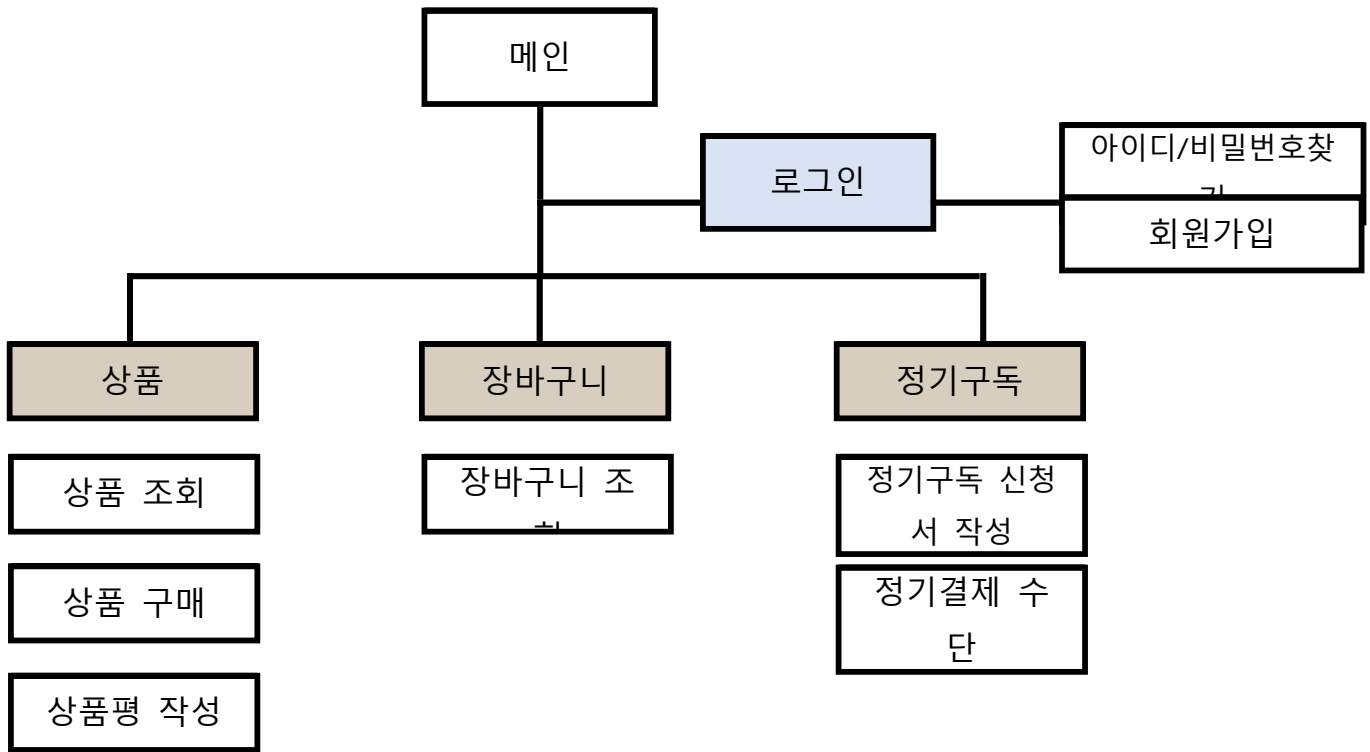 메인
로그인
아이디/비밀번호찾
회원가입
상품
장바구니
정기구독
상품 조회
장바구니 조
정기구독 신청
서 작성
상품 구매
정기결제 수
단
상품평 작성